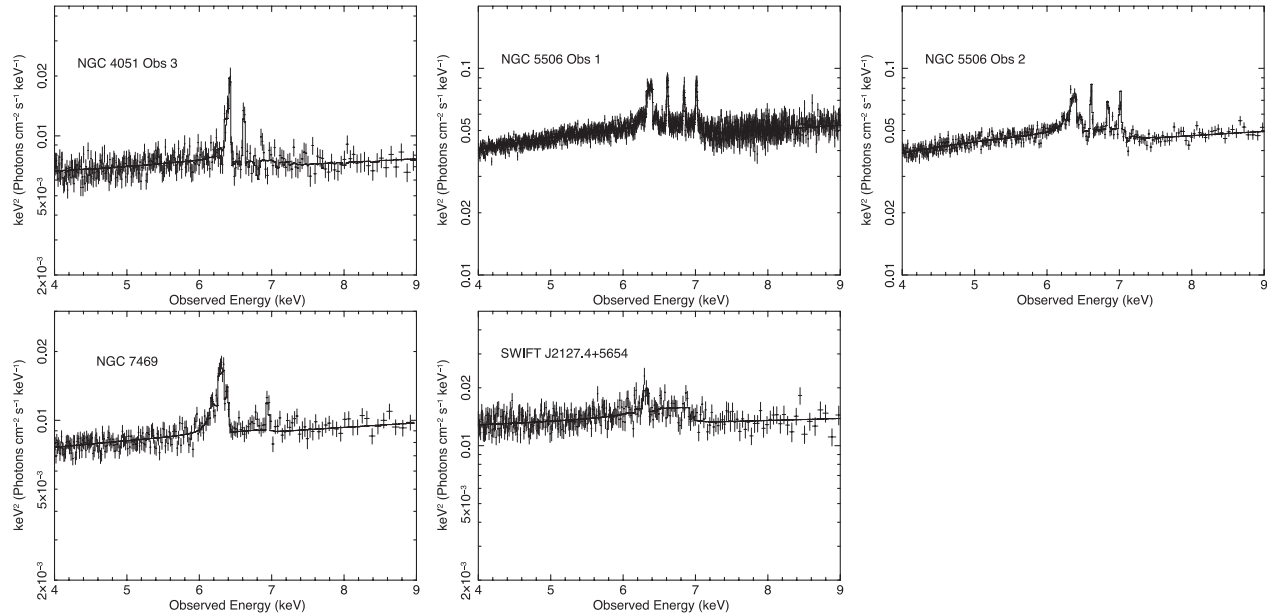 NGC 4051 Obs 3
keV² (Photons cm⁻² s⁻¹ keV⁻¹)
0.02
0.01
5×10⁻³
2×10⁻³
4 5 6 7 8 9
Observed Energy (keV)
NGC 5506 Obs 1
keV² (Photons cm⁻² s⁻¹ keV⁻¹)
0.1
0.05
0.02
0.01
4 5 6 7 8 9
Observed Energy (keV)
NGC 5506 Obs 2
keV² (Photons cm⁻² s⁻¹ keV⁻¹)
0.1
0.05
0.02
0.01
4 5 6 7 8 9
Observed Energy (keV)
NGC 7469
keV² (Photons cm⁻² s⁻¹ keV⁻¹)
0.02
0.01
5×10⁻³
2×10⁻³
4 5 6 7 8 9
Observed Energy (keV)
SWIFT J2127.4+5654
keV² (Photons cm⁻² s⁻¹ keV⁻¹)
0.02
0.01
5×10⁻³
2×10⁻³
4 5 6 7 8 9
Observed Energy (keV)